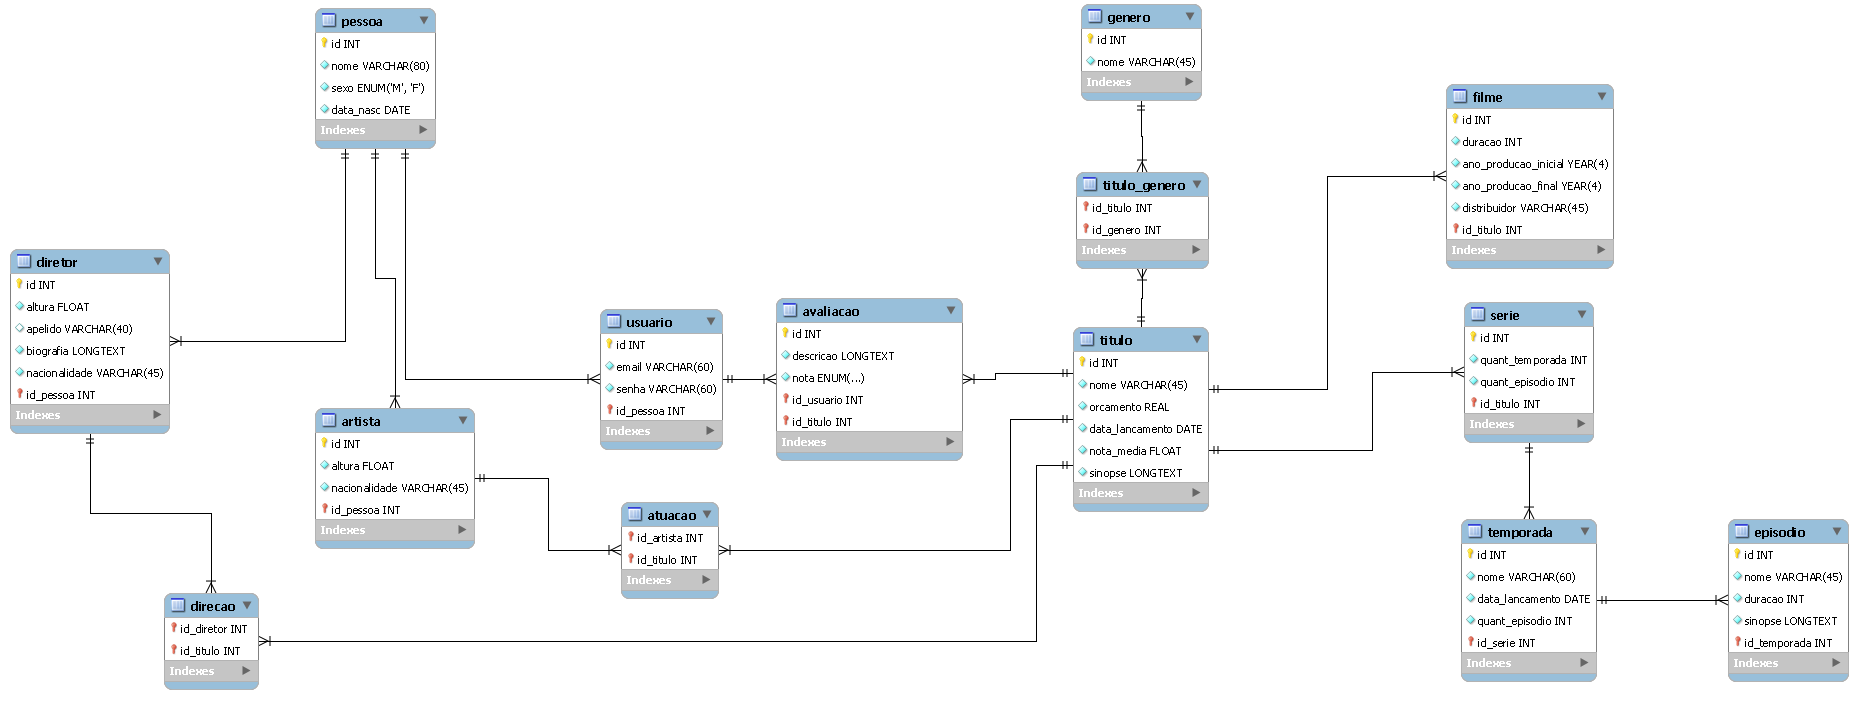 pessoa
id INT
nome VARCHAR(80)
sexo ENUM('M', 'F')
data_nasc DATE
Indexes
genero
id INT
nome VARCHAR(45)
Indexes
filme
id INT
duracao INT
ano_producao_inicial YEAR(4)
ano_producao_final YEAR(4)
distribuidor VARCHAR(45)
id_titulo INT
Indexes
titulo_genero
id_titulo INT
id_genero INT
Indexes
diretor
id INT
altura FLOAT
apelido VARCHAR(40)
biografia LONGTEXT
nacionalidade VARCHAR(45)
id_pessoa INT
Indexes
usuario
id INT
email VARCHAR(60)
senha VARCHAR(60)
id_pessoa INT
Indexes
avaliacao
id INT
descricao LONGTEXT
nota ENUM(...)
id_usuario INT
id_titulo INT
Indexes
titulo
id INT
nome VARCHAR(45)
orcamento REAL
data_lancamento DATE
nota_media FLOAT
sinopse LONGTEXT
Indexes
serie
id INT
quant_temporada INT
quant_episodio INT
id_titulo INT
Indexes
artista
id INT
altura FLOAT
nacionalidade VARCHAR(45)
id_pessoa INT
Indexes
atuacao
id_artista INT
id_titulo INT
Indexes
temporada
id INT
nome VARCHAR(60)
data_lancamento DATE
quant_episodio INT
id_serie INT
Indexes
episodio
id INT
nome VARCHAR(45)
duracao INT
sinopse LONGTEXT
id_temporada INT
Indexes
direcao
id_diretor INT
id_titulo INT
Indexes